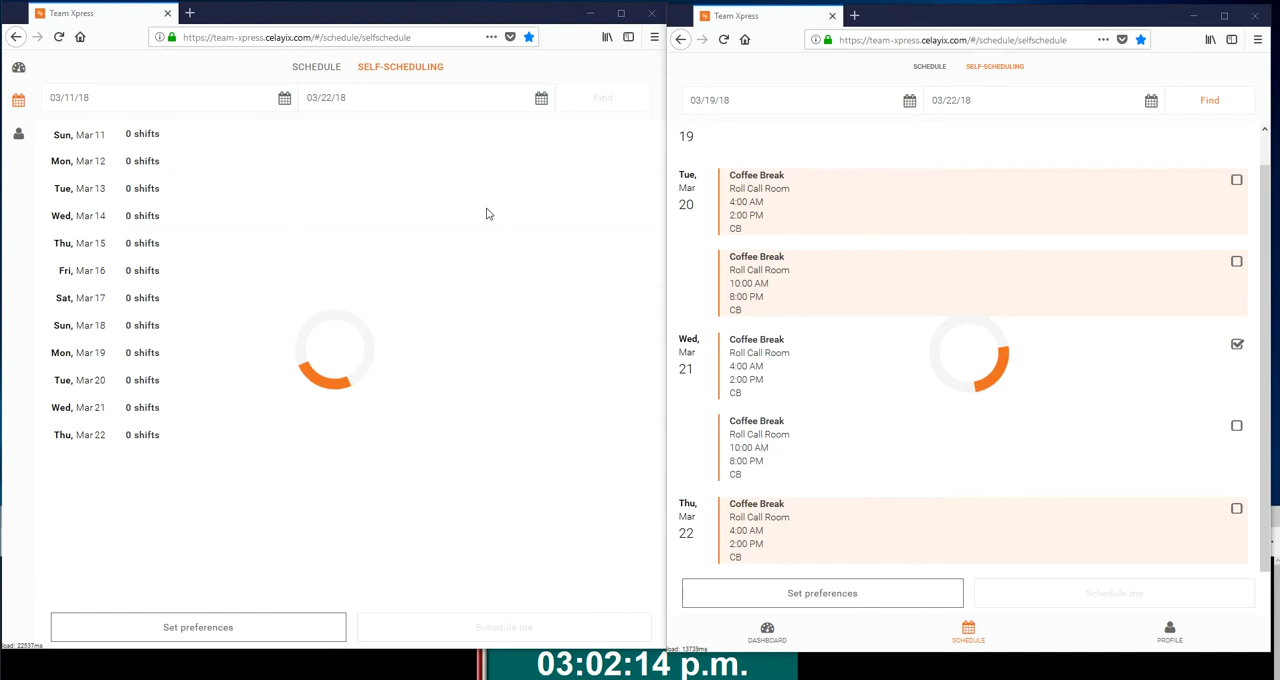 Team Xpress
https://team-xpress.celayix.com/#/schedule/selfschedule
SCHEDULE SELF-SCHEDULING
03/11/18 03/22/18 Find
Sun, Mar 11 0 shifts
Mon, Mar 12 0 shifts
Tue, Mar 13 0 shifts
Wed, Mar 14 0 shifts
Thu, Mar 15 0 shifts
Fri, Mar 16 0 shifts
Sat, Mar 17 0 shifts
Sun, Mar 18 0 shifts
Mon, Mar 19 0 shifts
Tue, Mar 20 0 shifts
Wed, Mar 21 0 shifts
Thu, Mar 22 0 shifts
Set preferences Schedule me
load: 22537ms
Team Xpress
https://team-xpress.celayix.com/#/schedule/selfschedule
SCHEDULE SELF-SCHEDULING
03/19/18 03/22/18 Find
19
Tue,
Mar
20
Coffee Break
Roll Call Room
4:00 AM
2:00 PM
CB
Coffee Break
Roll Call Room
10:00 AM
8:00 PM
CB
Wed,
Mar
21
Coffee Break
Roll Call Room
4:00 AM
2:00 PM
CB
Coffee Break
Roll Call Room
10:00 AM
8:00 PM
CB
Thu,
Mar
22
Coffee Break
Roll Call Room
4:00 AM
2:00 PM
CB
Set preferences Schedule me
DASHBOARD SCHEDULE PROFILE
load: 13739ms
03:02:14 p.m.